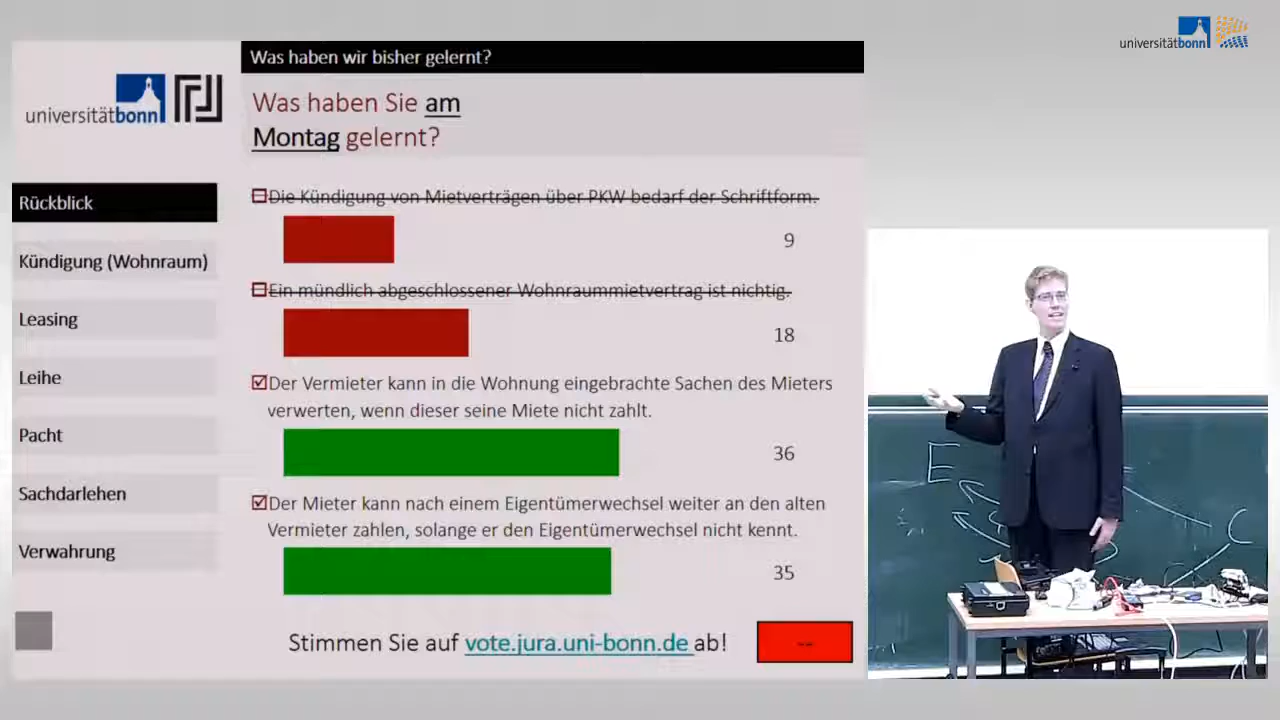 universitätbonn
Was haben wir bisher gelernt?
universitätbonn
Was haben Sie am
Montag gelernt?
Rückblick
Kündigung (Wohnraum)
Leasing
Leihe
Pacht
Sachdarlehen
Verwahrung
Die Kündigung von Mietverträgen über PKW bedarf der Schriftform.
9
Ein mündlich abgeschlossener Wohnraummietvertrag ist nichtig.
18
Der Vermieter kann in die Wohnung eingebrachte Sachen des Mieters
verwerten, wenn dieser seine Miete nicht zahlt.
36
Der Mieter kann nach einem Eigentümerwechsel weiter an den alten
Vermieter zahlen, solange er den Eigentümerwechsel nicht kennt.
35
Stimmen Sie auf vote.jura.uni-bonn.de ab!
--
E
C